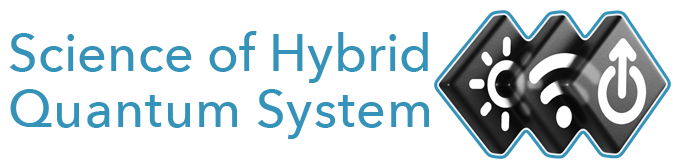 Science of Hybrid
Quantum System